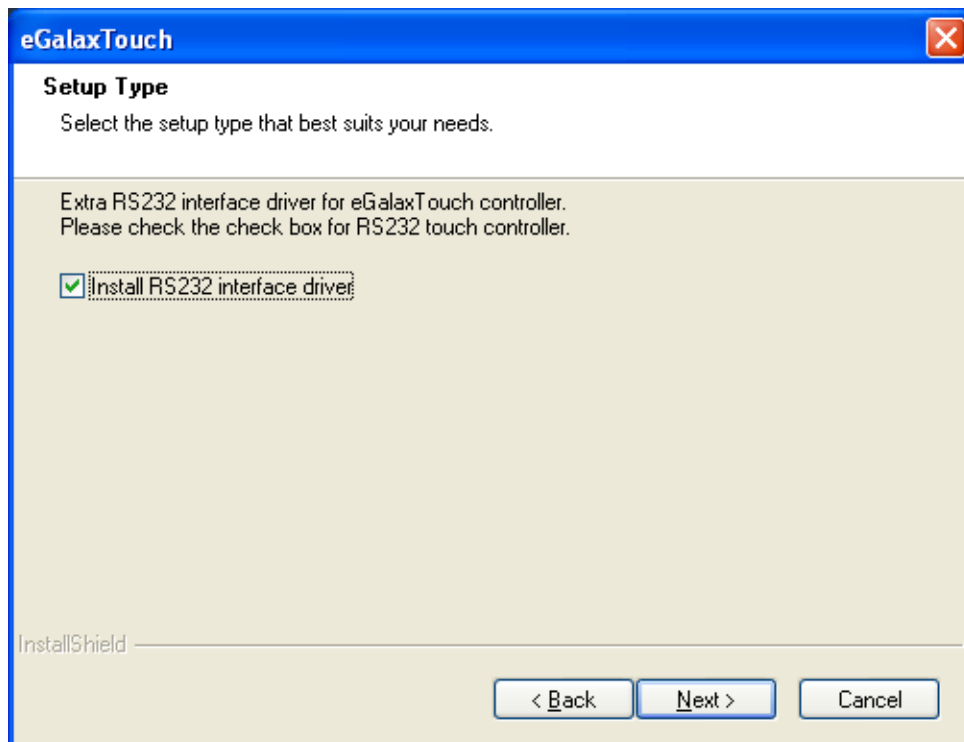 eGalaxTouch
Setup Type
Select the setup type that best suits your needs.
Extra RS232 interface driver for eGalaxTouch controller.
Please check the check box for RS232 touch controller.
Install RS232 interface driver
InstallShield
< Back
Next >
Cancel